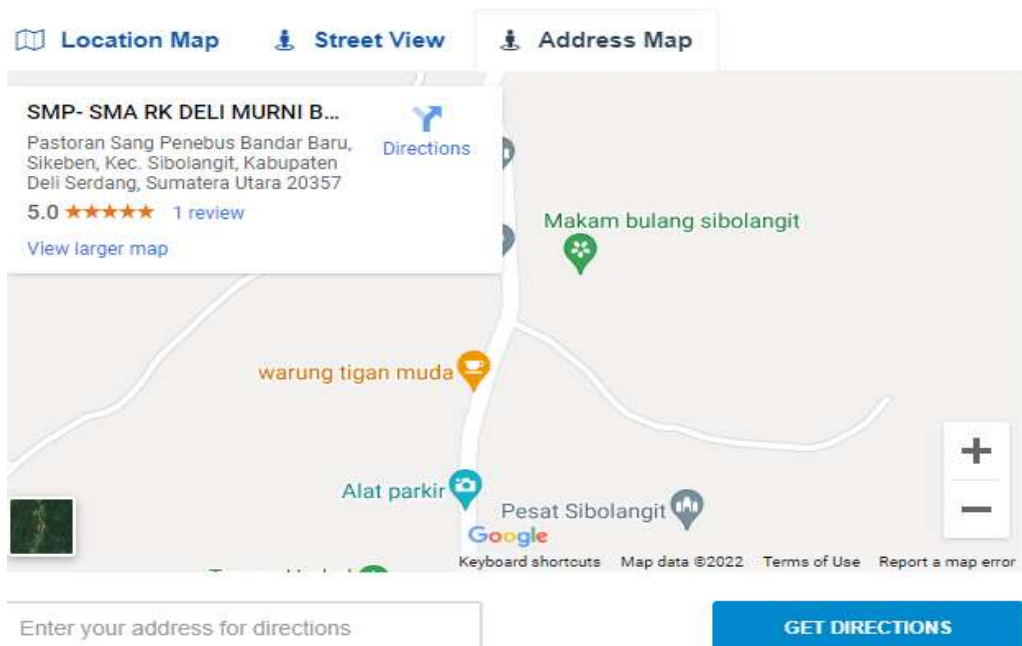 Location Map
Street View
Address Map
SMP- SMA RK DELI MURNI B...
Pastoran Sang Penebus Bandar Baru,
Sikeben, Kec. Sibolangit, Kabupaten
Deli Serdang, Sumatera Utara 20357
5.0 1 review
View larger map
Directions
Makam bulang sibolangit
warung tigan muda
Alat parkir
Pesat Sibolangit
Google
Keyboard shortcuts Map data ©2022 Terms of Use Report a map error
Enter your address for directions
GET DIRECTIONS